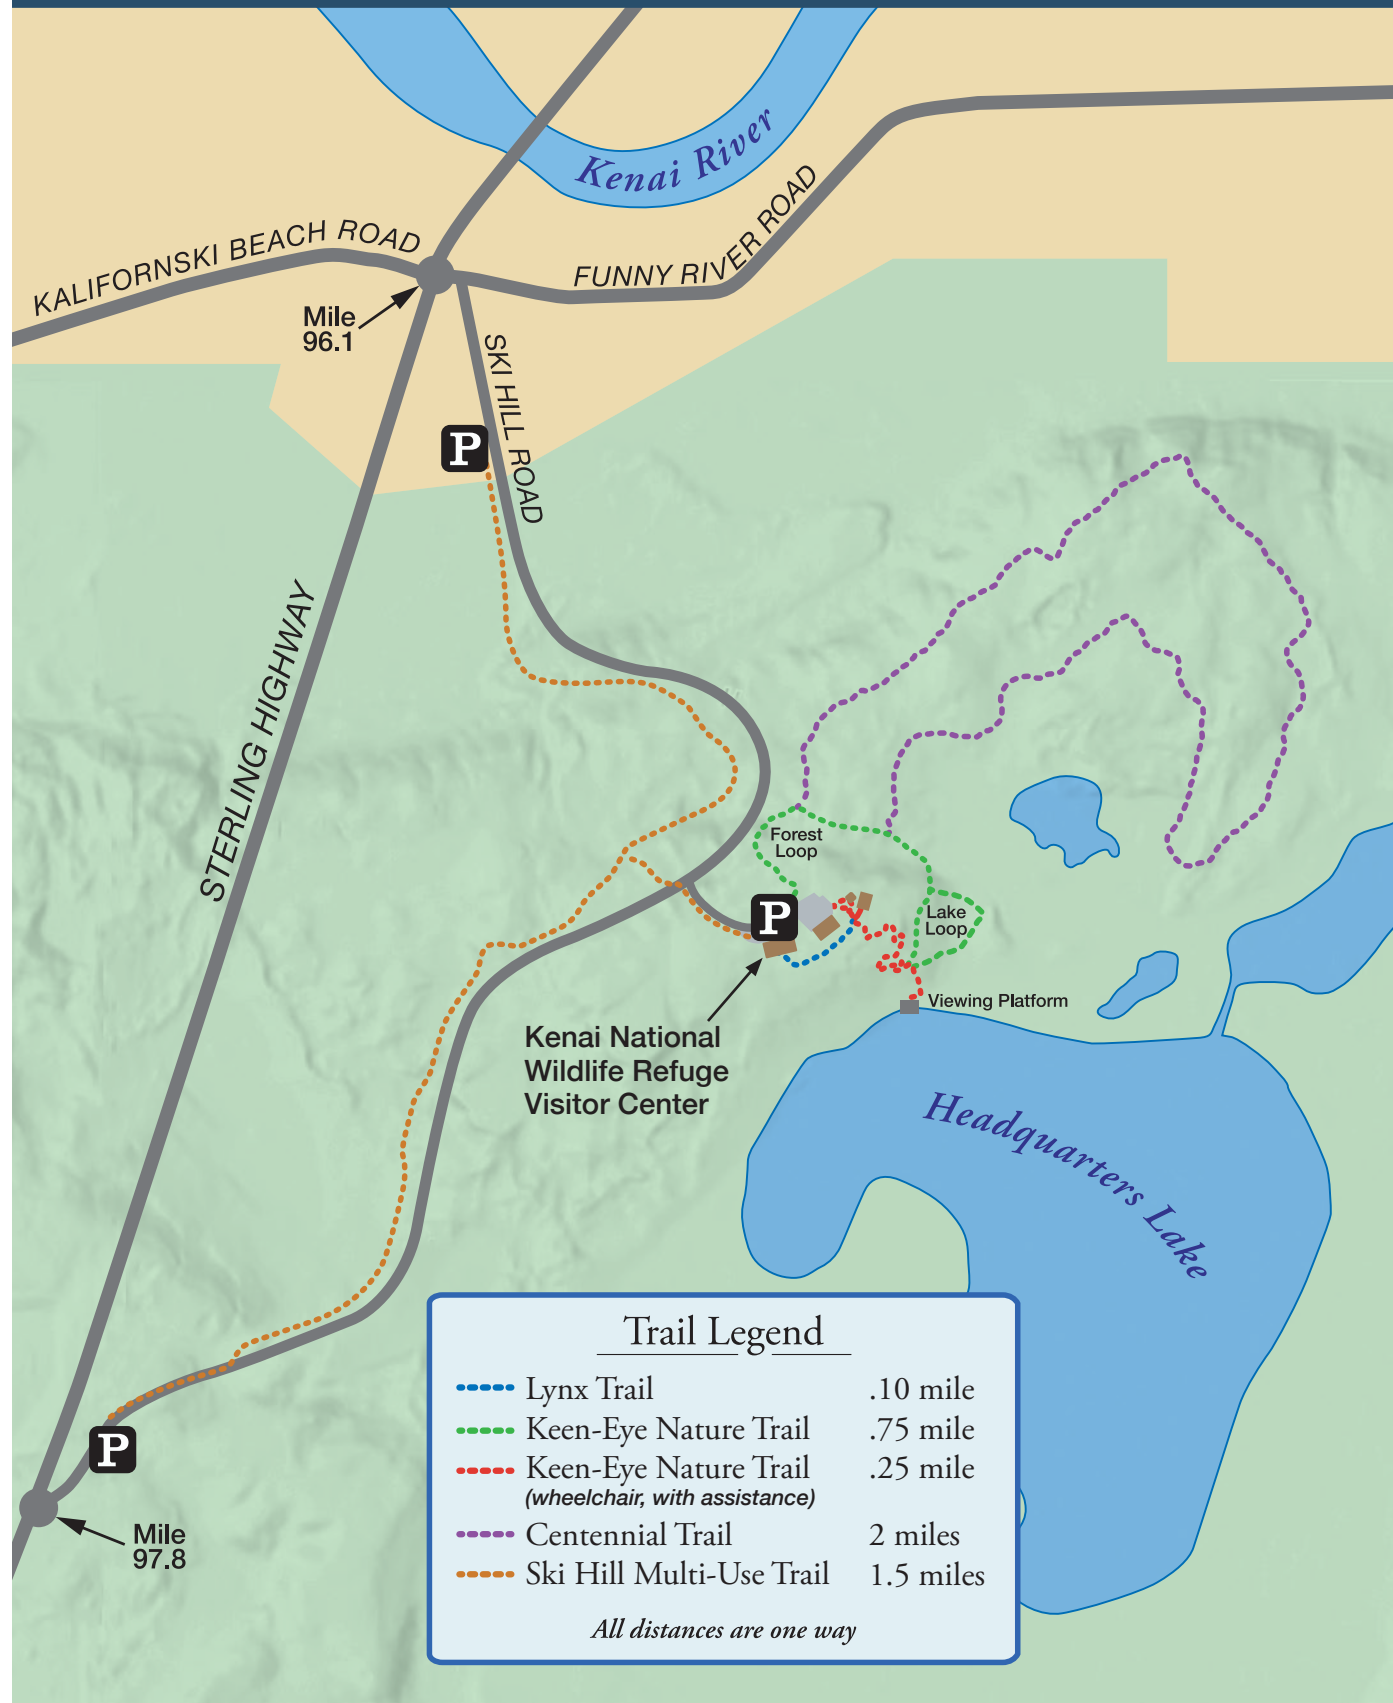 Kenai River
KALIFORNSKI BEACH ROAD
FUNNY RIVER ROAD
Mile
96.1
SKI HILL ROAD
P
STERLING HIGHWAY
Forest
Loop
P
Lake
Loop
Viewing Platform
Kenai National
Wildlife Refuge
Visitor Center
Headquarters Lake
Trail Legend
Lynx Trail .10 mile
Keen-Eye Nature Trail .75 mile
Keen-Eye Nature Trail .25 mile
(wheelchair, with assistance)
Centennial Trail 2 miles
Ski Hill Multi-Use Trail 1.5 miles
All distances are one way
P
Mile
97.8